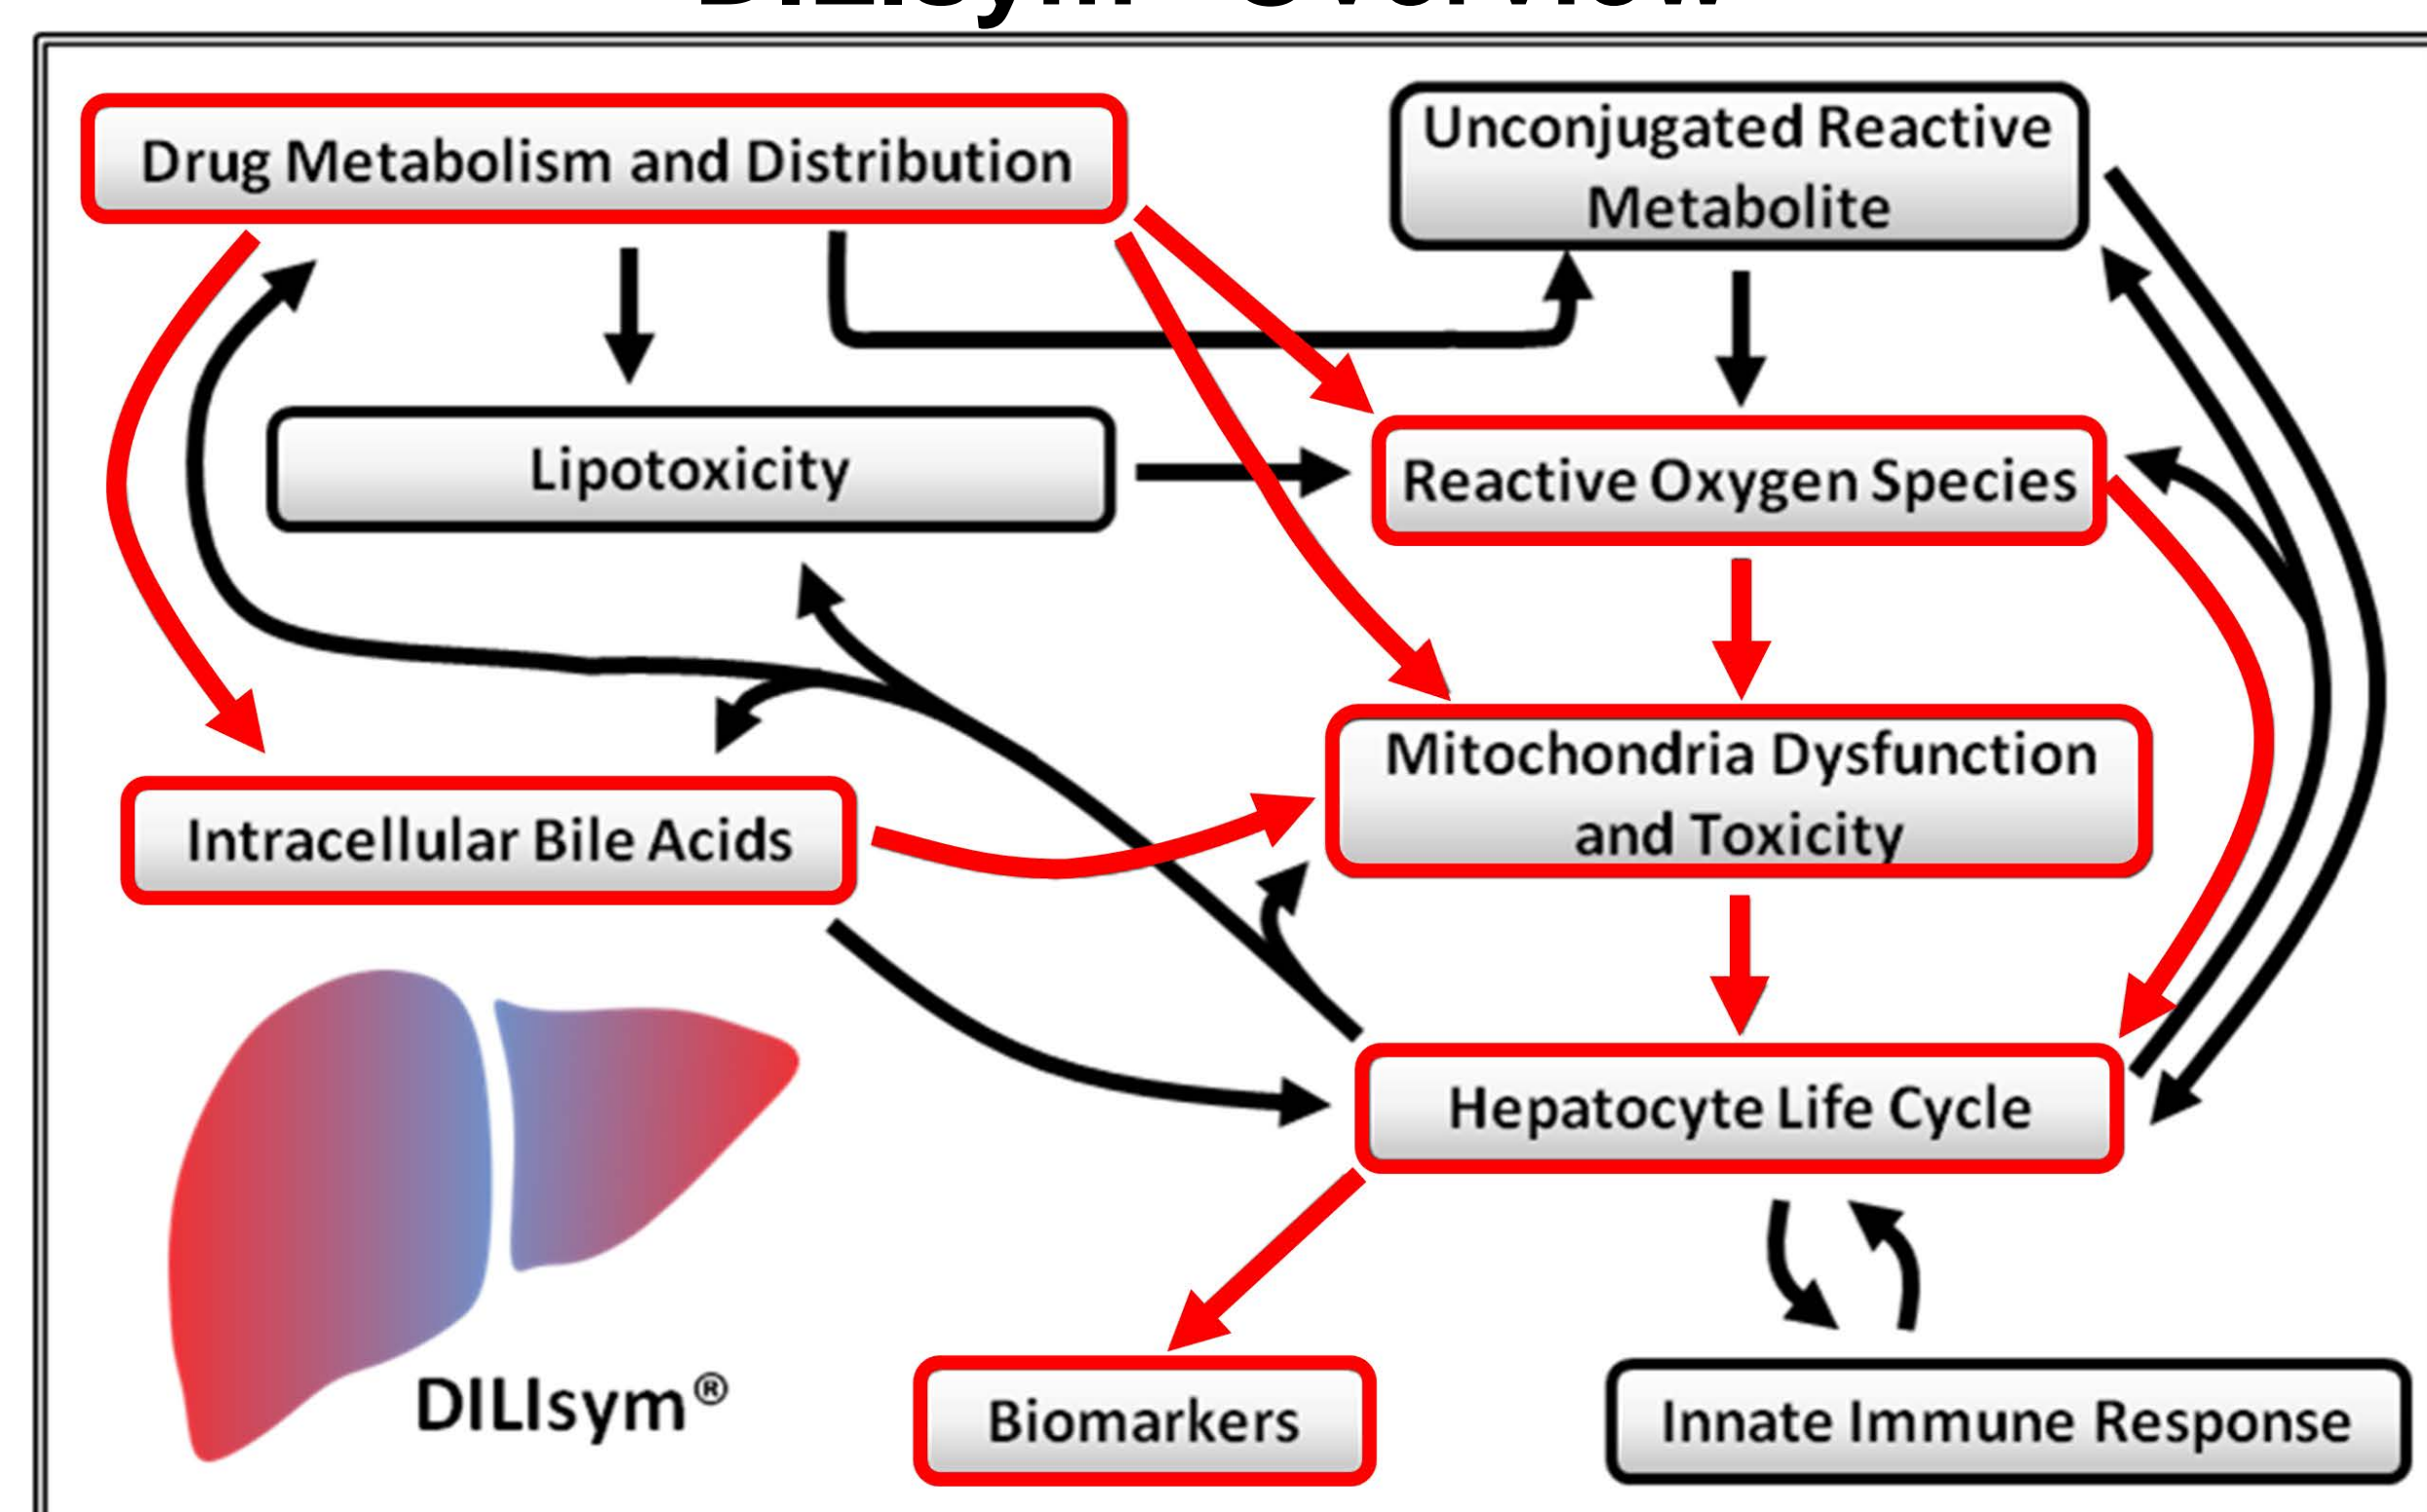 Drug Metabolism and Distribution
Unconjugated Reactive
Metabolite
Lipotoxicity
Reactive Oxygen Species
Mitochondria Dysfunction
and Toxicity
Intracellular Bile Acids
Hepatocyte Life Cycle
DILIsym®
Biomarkers
Innate Immune Response